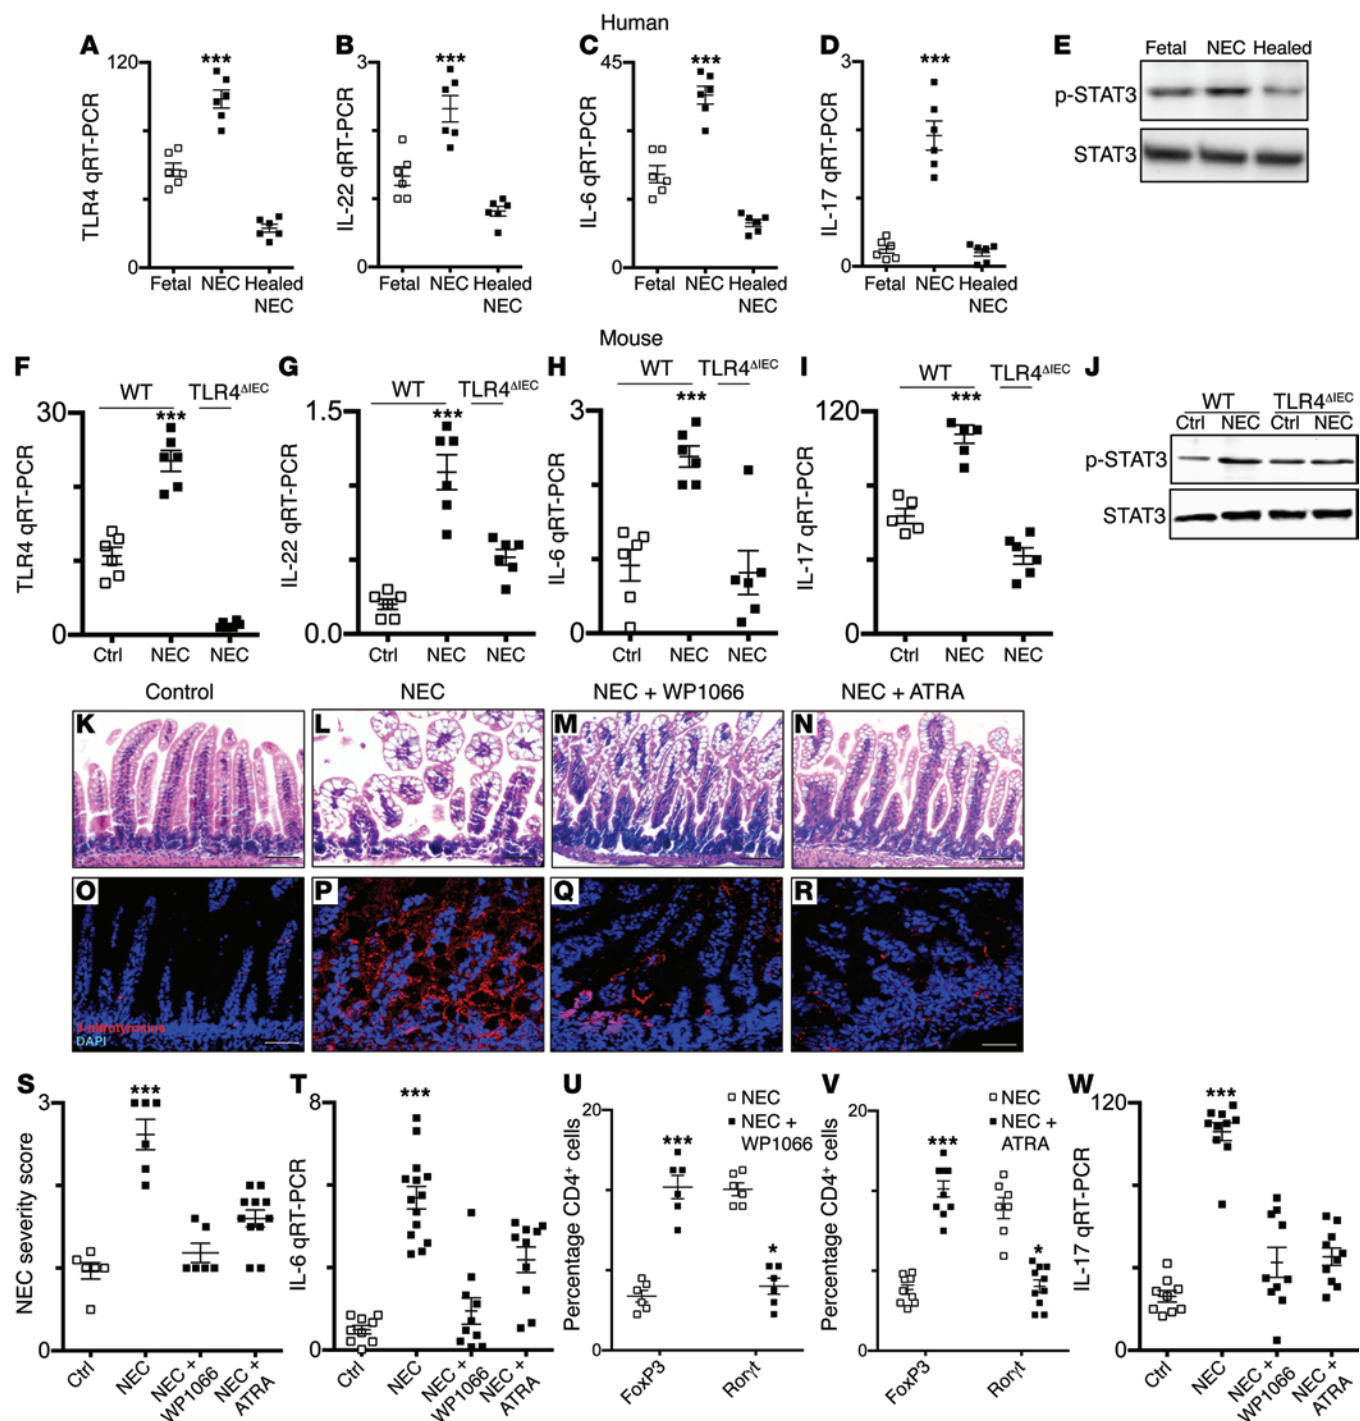 Human
A
TLR4 qRT-PCR
120
0
***
Fetal NEC Healed NEC
B
IL-22 qRT-PCR
3
0
***
Fetal NEC Healed NEC
C
IL-6 qRT-PCR
45
0
***
Fetal NEC Healed NEC
D
IL-17 qRT-PCR
3
0
***
Fetal NEC Healed NEC
E
Fetal NEC Healed
p-STAT3
STAT3
Mouse
F
TLR4 qRT-PCR
30
0
WT TLR4ΔIEC
***
Ctrl NEC NEC
G
IL-22 qRT-PCR
1.5
0.0
WT TLR4ΔIEC
***
Ctrl NEC NEC
H
IL-6 qRT-PCR
3
0
WT TLR4ΔIEC
***
Ctrl NEC NEC
I
IL-17 qRT-PCR
120
0
WT TLR4ΔIEC
***
Ctrl NEC NEC
J
WT TLR4ΔIEC
Ctrl NEC Ctrl NEC
p-STAT3
STAT3
Control NEC NEC + WP1066 NEC + ATRA
K L M N
O P Q R
3-nitrotyrosine
DAPI
S
NEC severity score
3
0
***
Ctrl
NEC
NEC + WP1066
NEC + ATRA
T
IL-6 qRT-PCR
8
0
***
Ctrl
NEC
NEC + WP1066
NEC + ATRA
U
Percentage CD4+ cells
20
0
NEC
NEC + WP1066
***
*
FoxP3
Rorγt
V
Percentage CD4+ cells
20
0
NEC
NEC + ATRA
***
*
FoxP3
Rorγt
W
IL-17 qRT-PCR
120
0
***
Ctrl
NEC
NEC + WP1066
NEC + ATRA